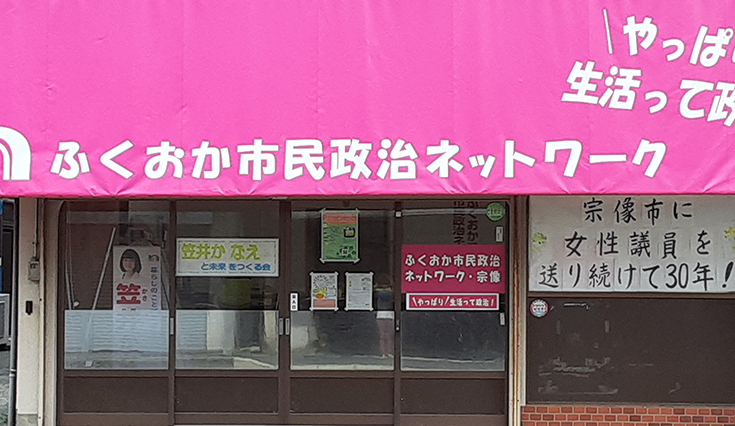 \やっぱ
生活って政
ふくおか市民政治ネットワーク
笠井かなえ
と未来をつくる会
ふくおか市民政治
ネットワーク・宗像
\やっぱり/生活って政治!
宗像市に
女性議員を
送り続けて30年!
笠